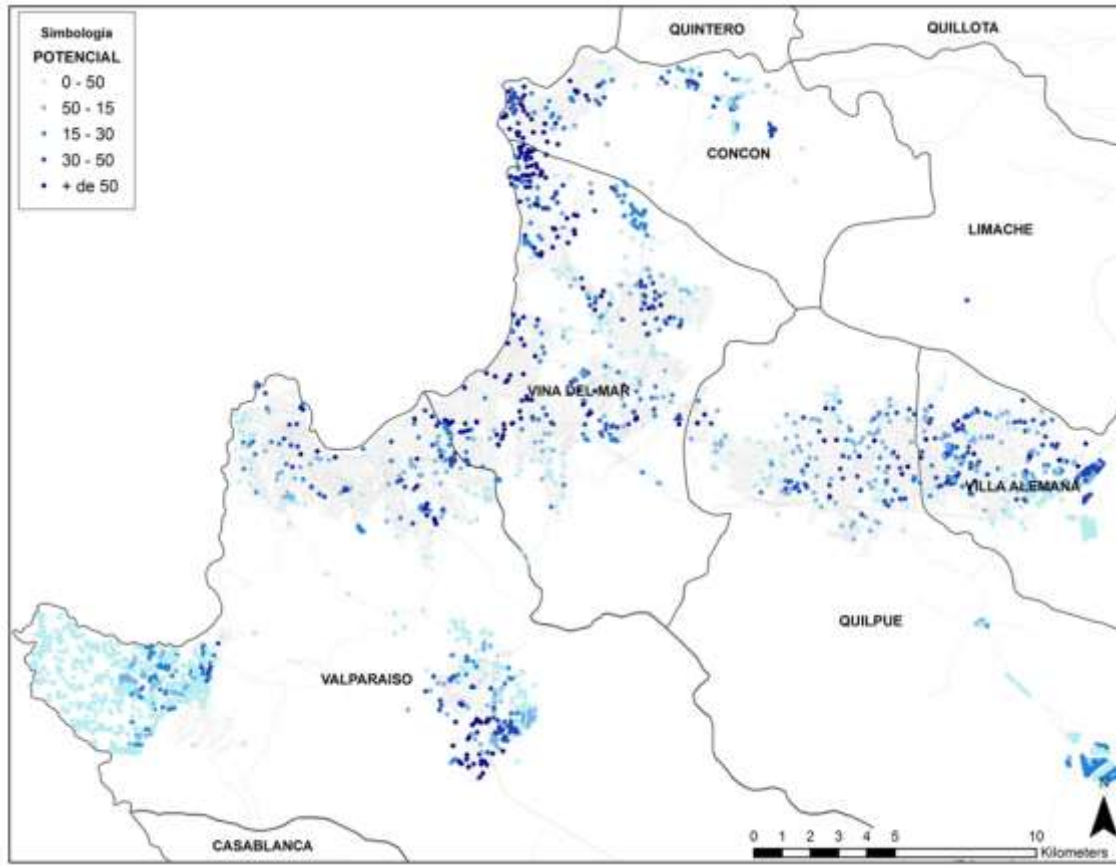 Simbología
POTENCIAL
0 - 50
50 - 15
15 - 30
30 - 50
+ de 50
QUINTERO
QUILLOTA
CONCON
LIMACHE
VINA DEL-MAR
VILLA ALEMANA
QUILPUE
VALPARAISO
CASABLANCA
0 1 2 3 4 5 10
Kilometers